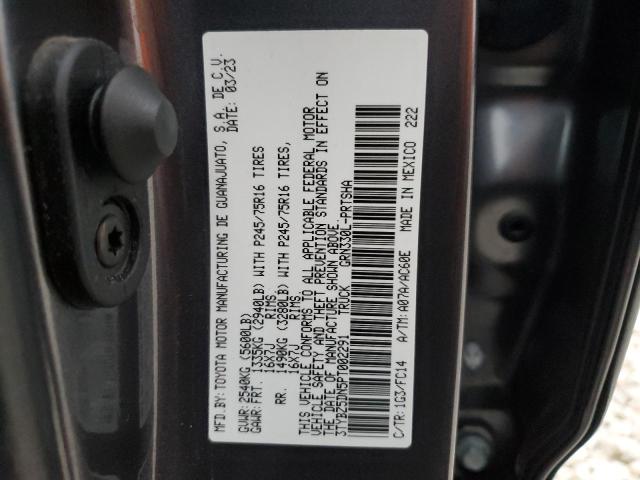 MFD.BY: TOYOTA MOTOR MANUFACTURING DE GUANAJUATO, S.A. DE C.V.
DATE: 03/23
GVWR: 2540KG (5600LB)
GAWR: FRT. 1335KG (2940LB) WITH P245/75R16 TIRES
16X7J RIMS
RR. 1490KG (3280LB) WITH P245/75R16 TIRES,
16X7J RIMS
THIS VEHICLE CONFORMS TO ALL APPLICABLE FEDERAL MOTOR
VEHICLE SAFETY AND THEFT PREVENTION STANDARDS IN EFFECT ON
THE DATE OF MANUFACTURE SHOWN ABOVE.
3TYBZ5DN5PT002291 TRUCK GRN330L-PRTSHA
C/TR: 1G3/FC14 A/TM: A07A/AC60E MADE IN MEXICO 222